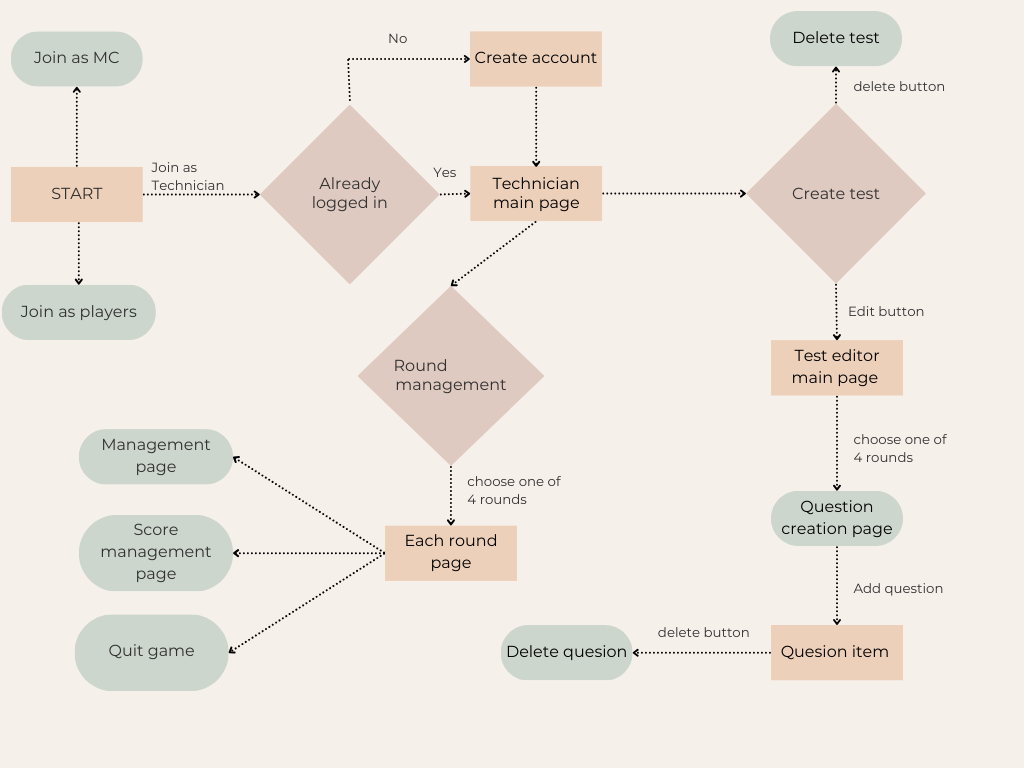 Join as MC
No
Create account
Delete test
delete button
START
Join as
Technician
Already
logged in
Yes
Technician
main page
Create test
Join as players
Edit button
Round
management
Test editor
main page
Management
page
choose one of
4 rounds
choose one of
4 rounds
Score
management
page
Each round
page
Question
creation page
Add question
Quit game
Delete quesion
delete button
Quesion item